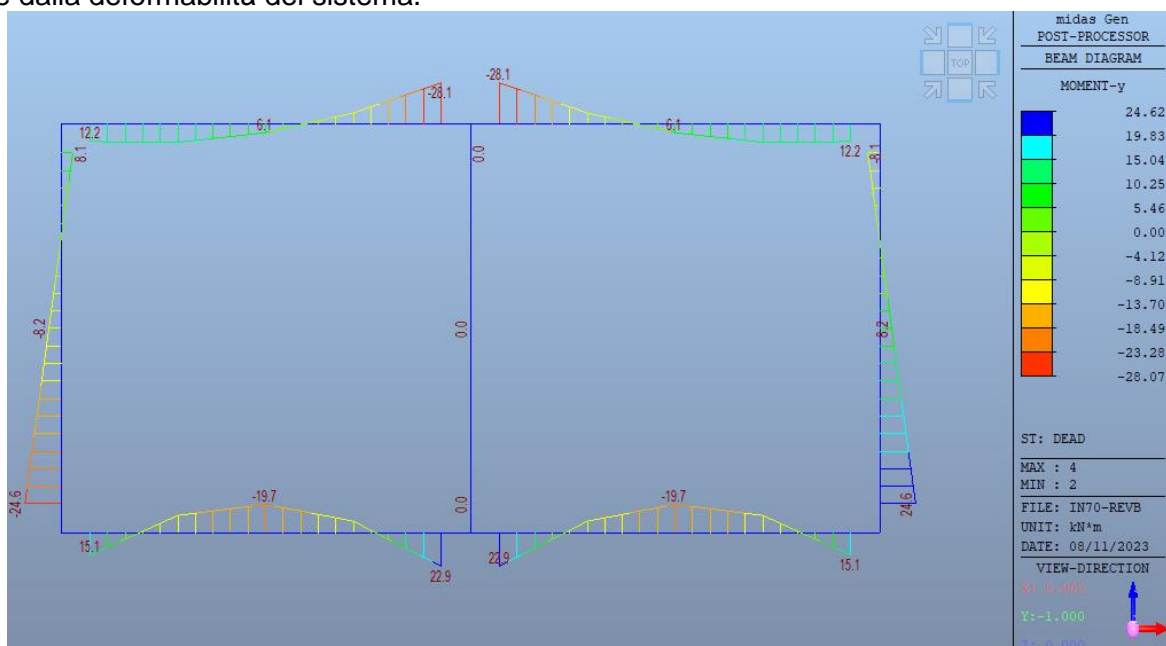 o dalla deformabilità del sistema.
midas Gen
POST-PROCESSOR
BEAM DIAGRAM
MOMENT-y
24.62
19.83
15.04
10.25
5.46
0.00
-4.12
-8.91
-13.70
-18.49
-23.28
-28.07
ST: DEAD
MAX : 4
MIN : 2
FILE: IN70-REVB
UNIT: kN*m
DATE: 08/11/2023
VIEW-DIRECTION
X: 0.000
Y:-1.000
Z: 0.000
TOP
-28.1
-28.1
12.2
6.1
6.1
12.2
8.1
0.0
-8.1
-8.2
0.0
8.2
-24.6
-19.7
0.0
-19.7
24.6
15.1
22.9
22.9
15.1